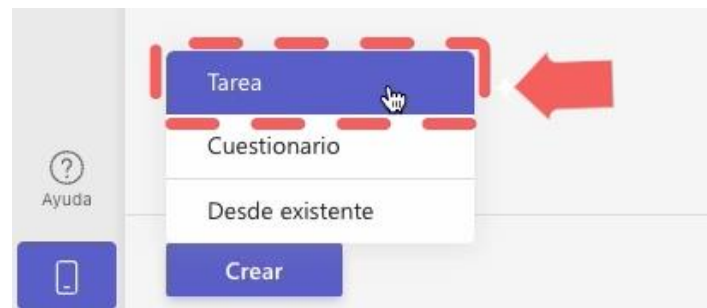 Tarea
Cuestionario
Ayuda
Desde existente
Crear